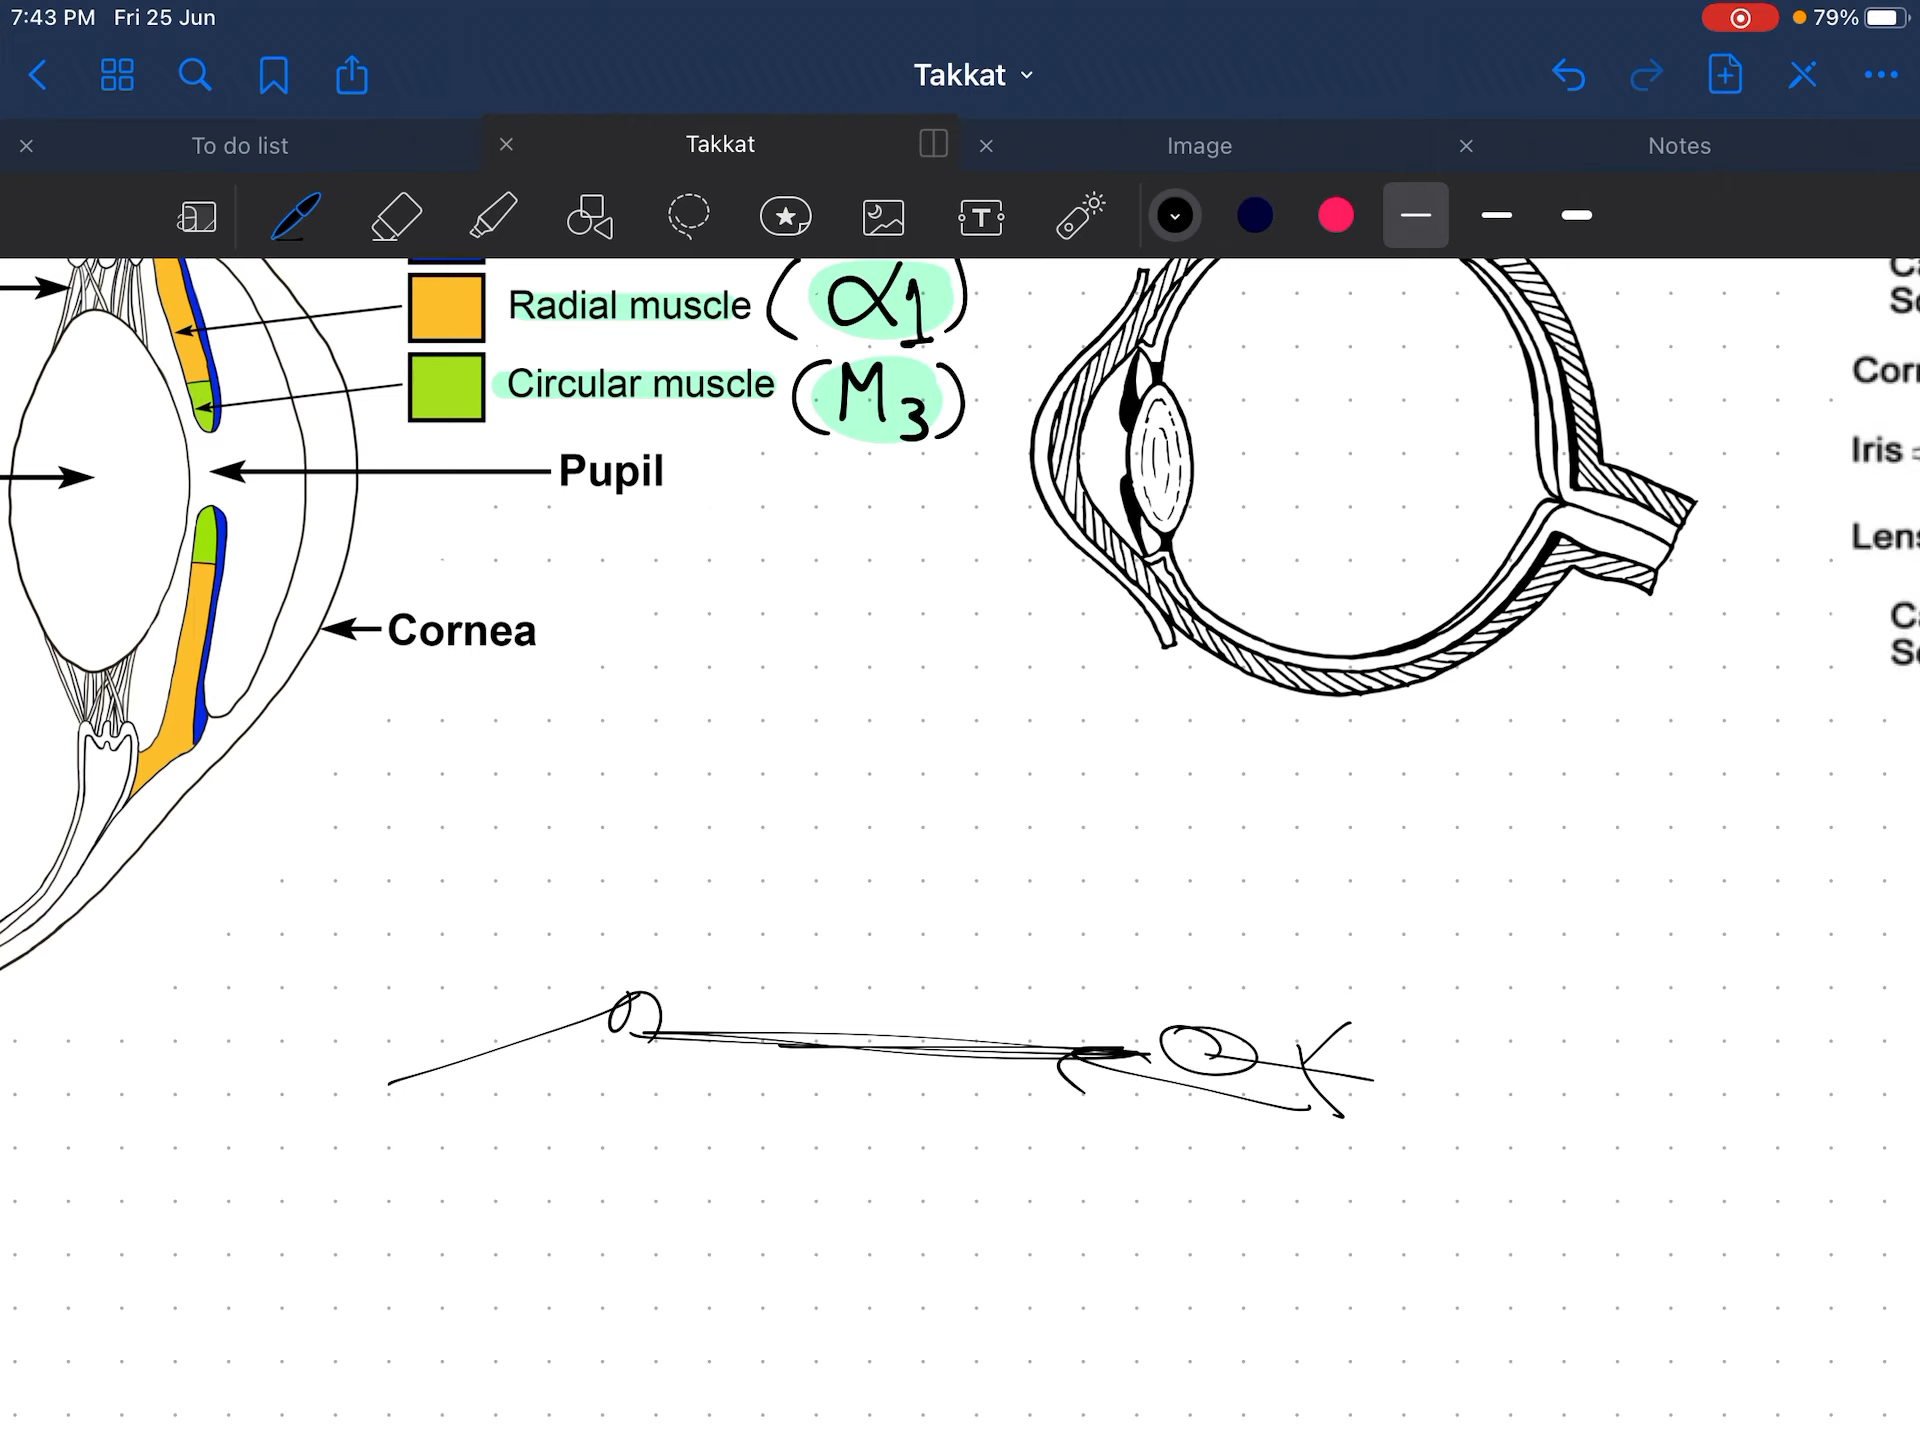 7:43 PM Fri 25 Jun
79%
Takkat
To do list
Takkat
Image
Notes
Radial muscle (α1)
Circular muscle (M3)
Pupil
Cornea
Iris